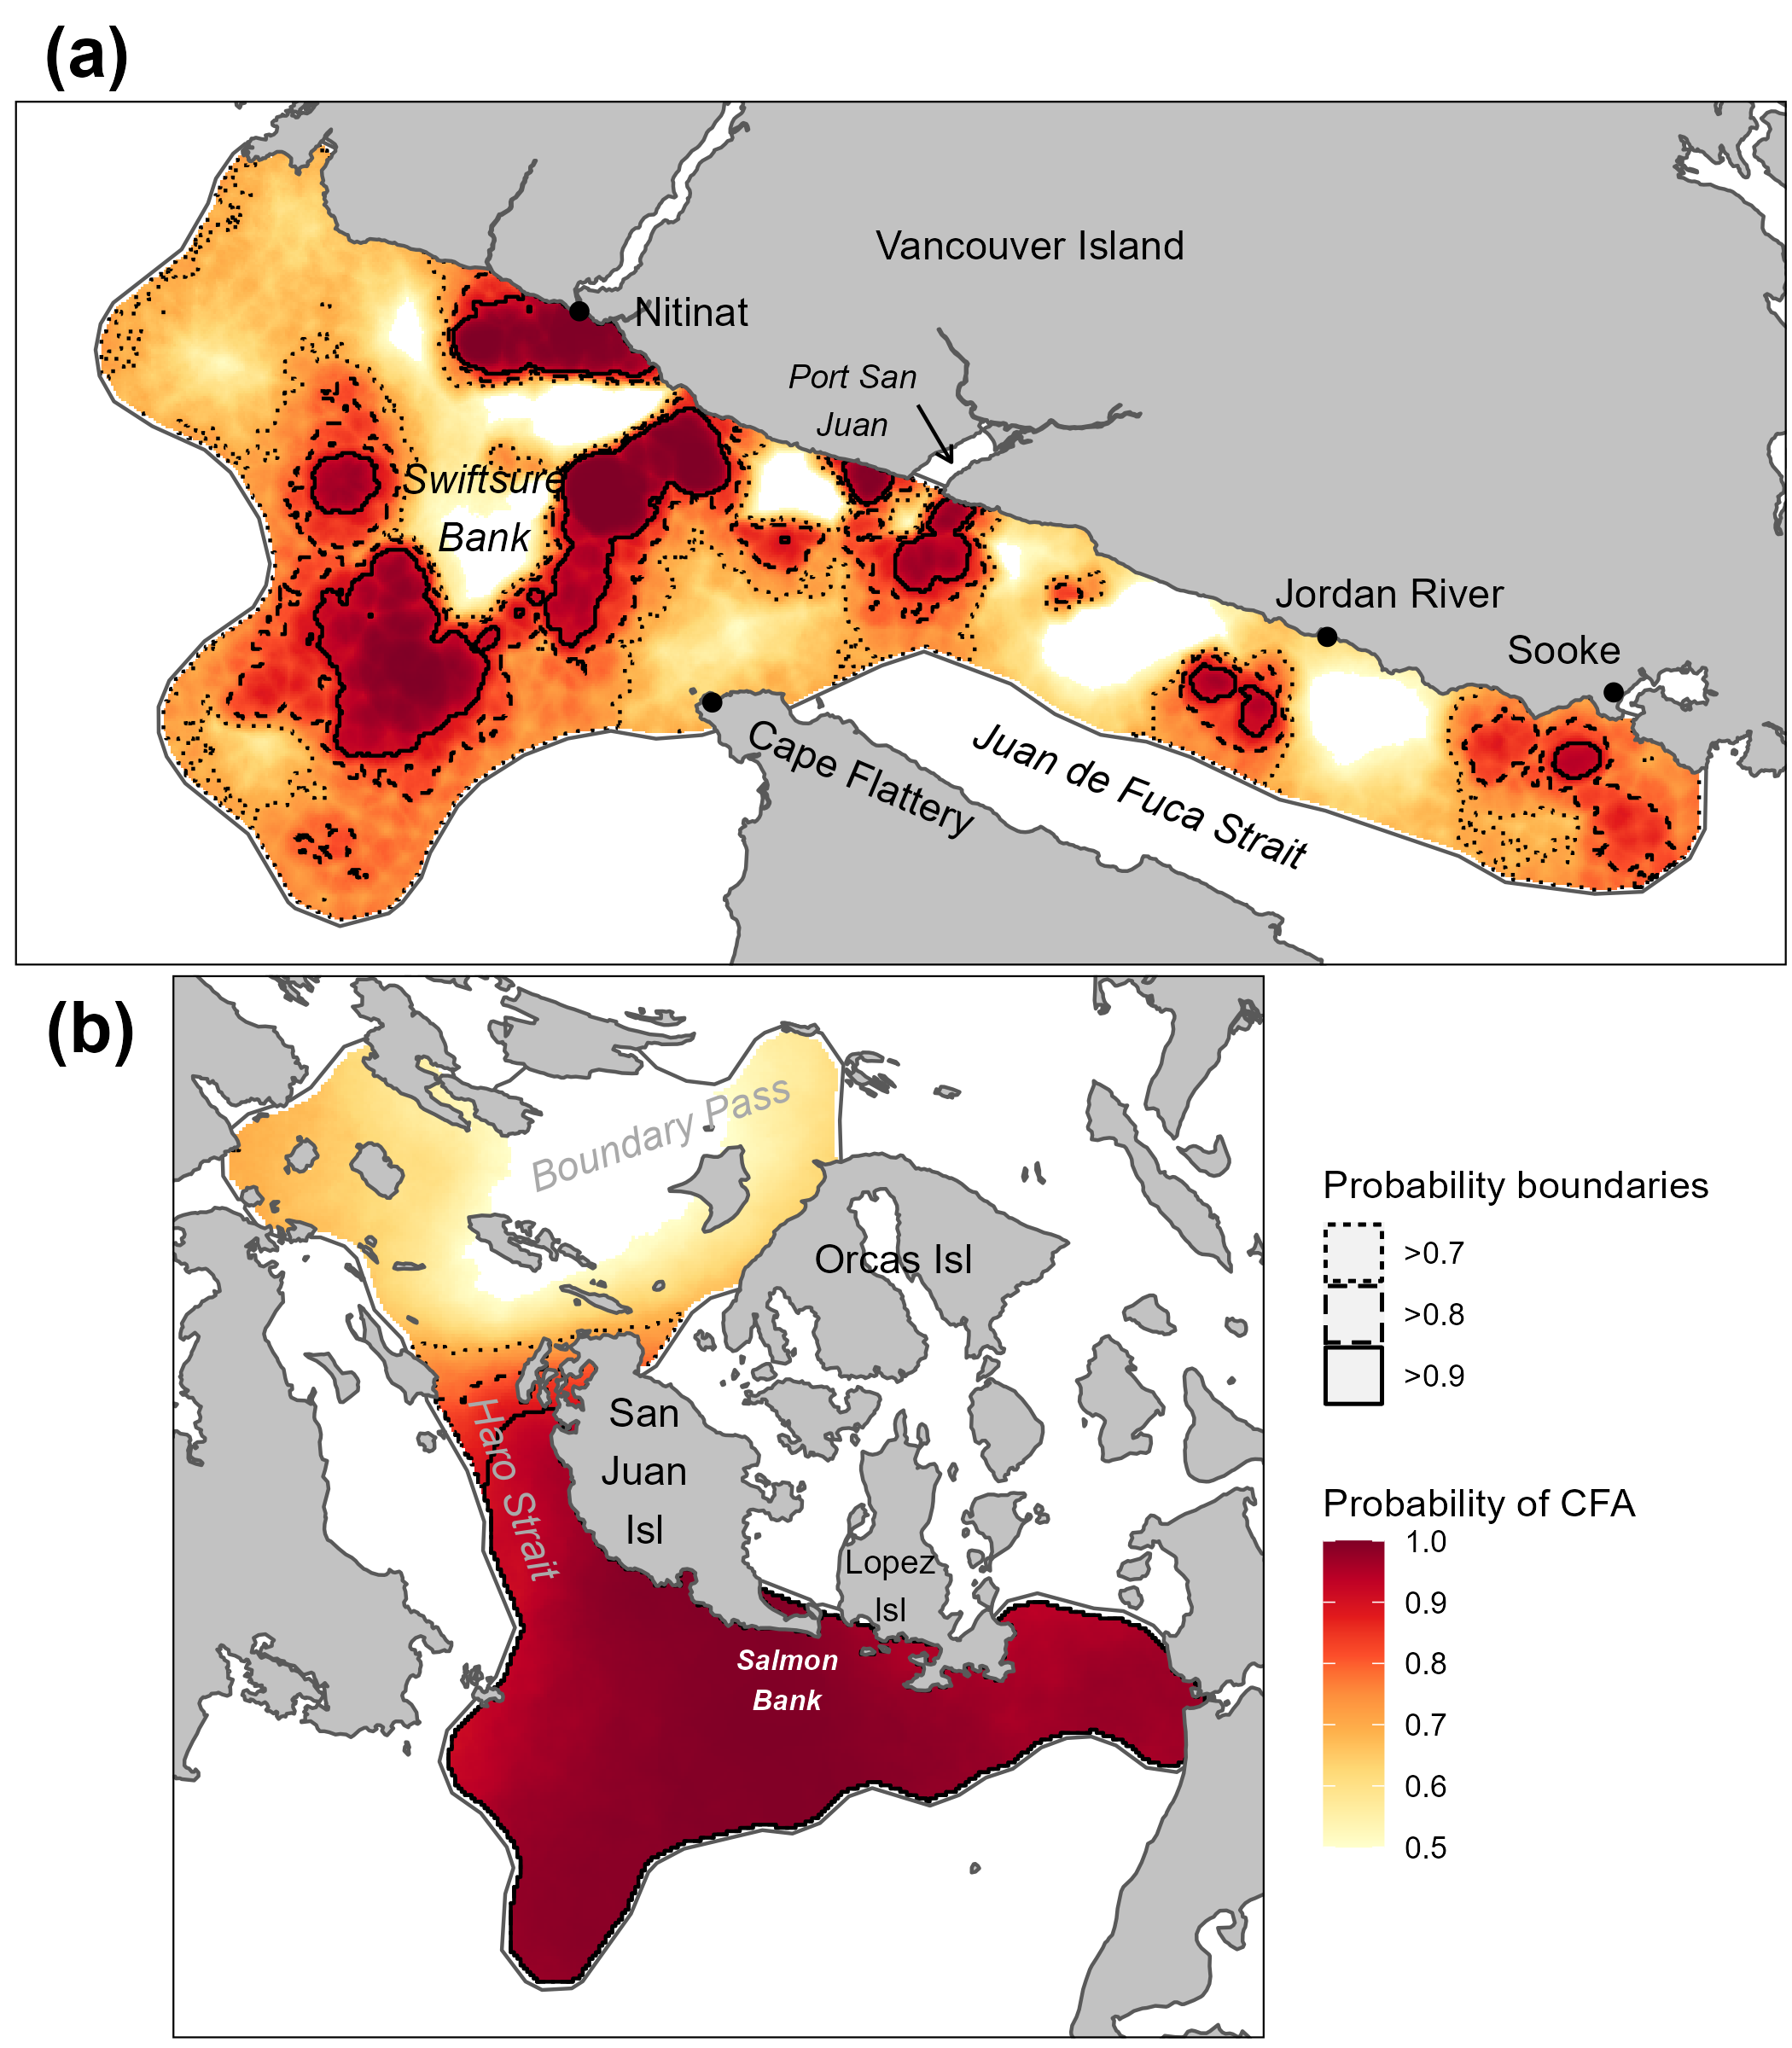 (a)
Vancouver Island
Nitinat
Port San
Juan
Swiftsure
Bank
Jordan River
Sooke
Cape Flattery
Juan de Fuca Strait
(b)
Boundary Pass
Orcas Isl
San
Juan
Isl
Haro Strait
Lopez
Isl
Salmon
Bank
Probability boundaries
>0.7
>0.8
>0.9
Probability of CFA
1.0
0.9
0.8
0.7
0.6
0.5